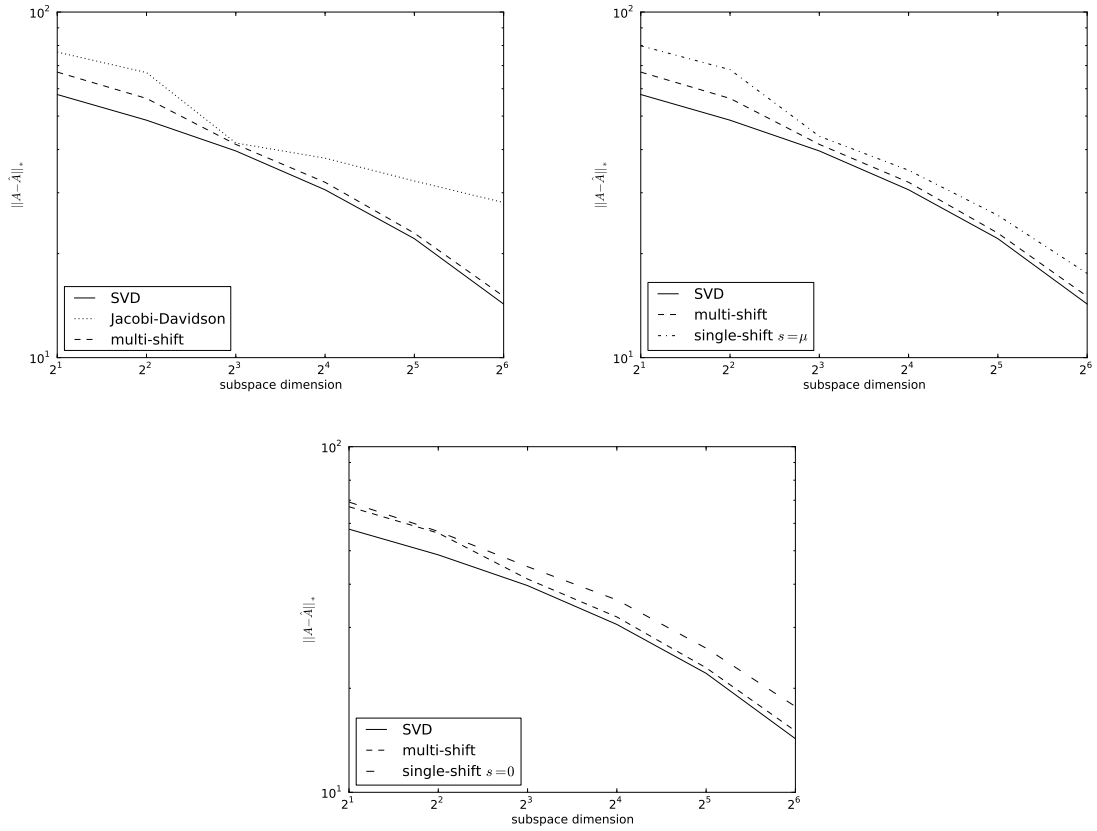 10²
||A−Â||∗
SVD
Jacobi-Davidson
multi-shift
10¹
2¹ 2² 2³ 2⁴ 2⁵ 2⁶
subspace dimension
10²
||A−Â||∗
SVD
multi-shift
single-shift s=μ
10¹
2¹ 2² 2³ 2⁴ 2⁵ 2⁶
subspace dimension
10²
||A−Â||∗
SVD
multi-shift
single-shift s=0
10¹
2¹ 2² 2³ 2⁴ 2⁵ 2⁶
subspace dimension